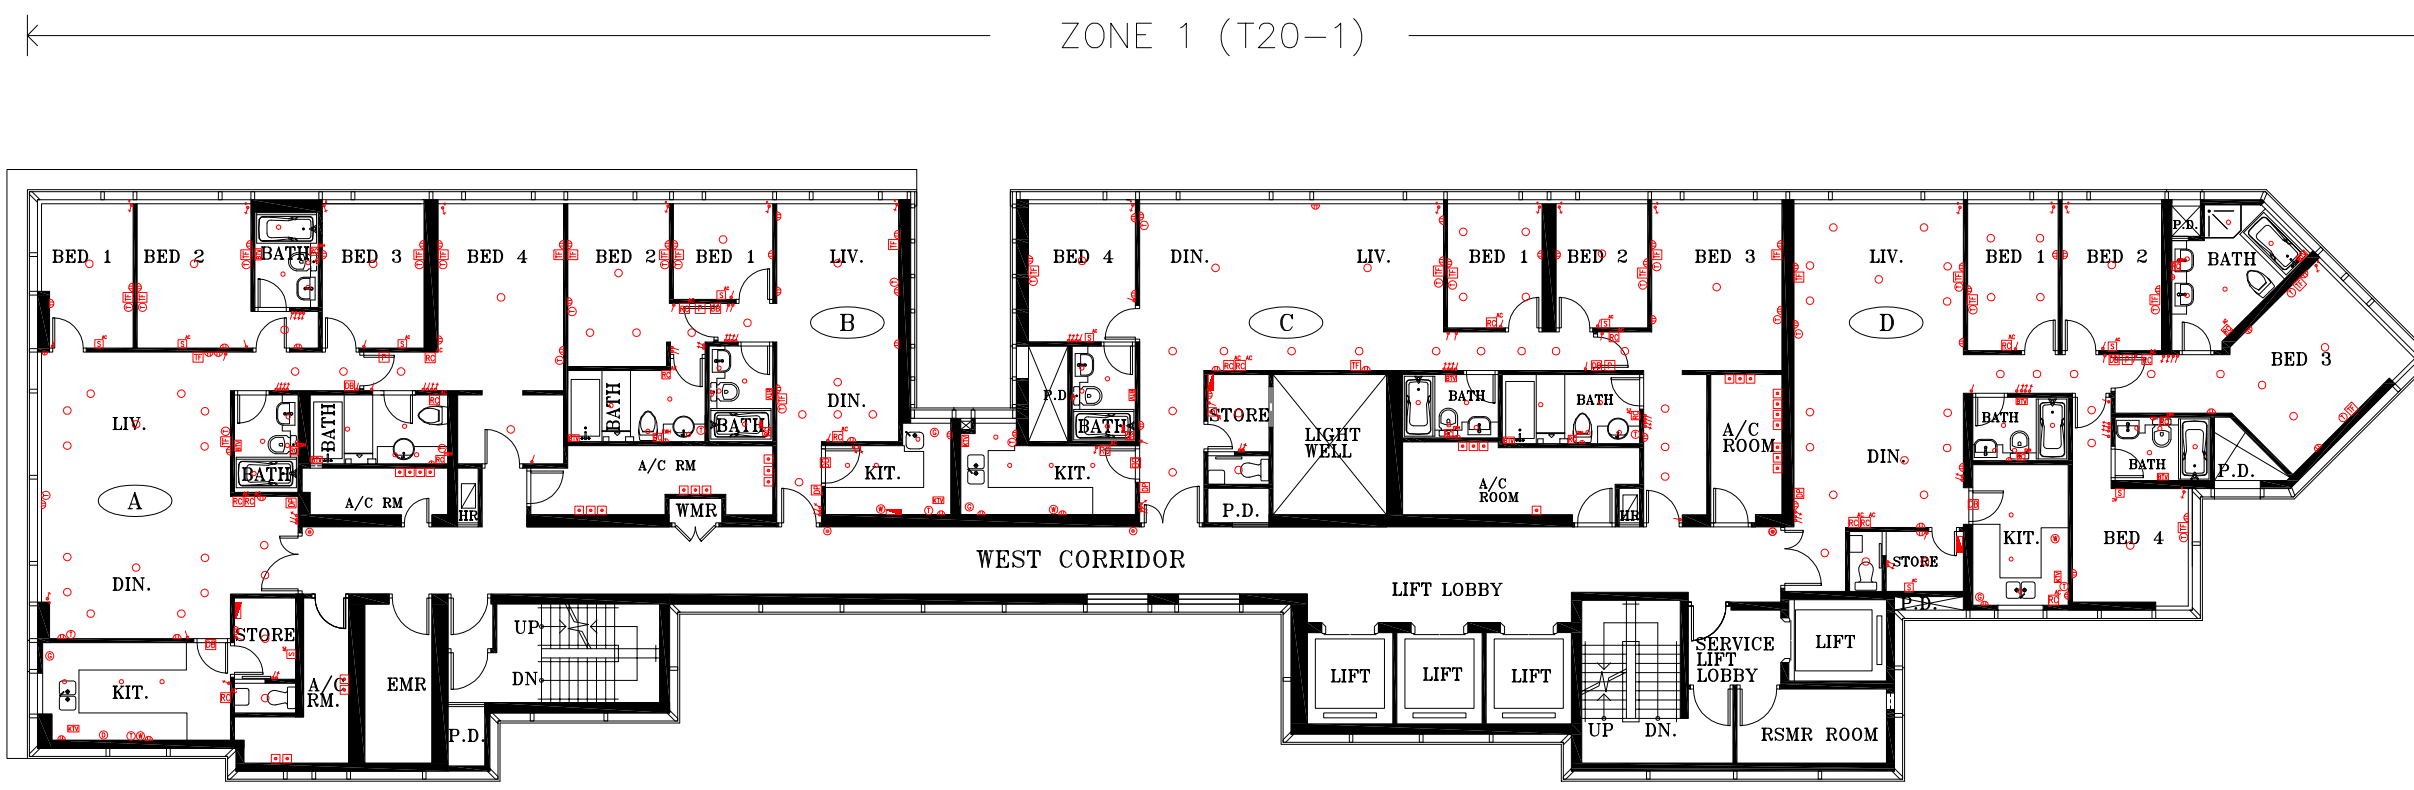 ZONE 1 (T20-1)
BED 1
BED 2
BATH
BED 3
BED 4
BED 2
BED 1
LIV.
BED 4
DIN.
LIV.
BED 1
BED 2
BED 3
LIV.
BED 1
BED 2
P.D.
BATH
B
C
D
BED 3
LIV.
BATH
BATH
DIN.
BATH
P.D.
BATH
STORE
LIGHT
WELL
BATH
BATH
A/C
ROOM
BATH
DIN.
BATH
P.D.
A
BATH
A/C RM
HR
A/C RM
WMR
KIT.
KIT.
P.D.
A/C
ROOM
HR
KIT.
BED 4
STORE
P.D.
WEST CORRIDOR
LIFT LOBBY
DIN.
STORE
KIT.
A/C
RM.
EMR
UP
DN
P.D.
LIFT
LIFT
LIFT
UP
DN.
SERVICE
LIFT
LOBBY
LIFT
RSMR ROOM